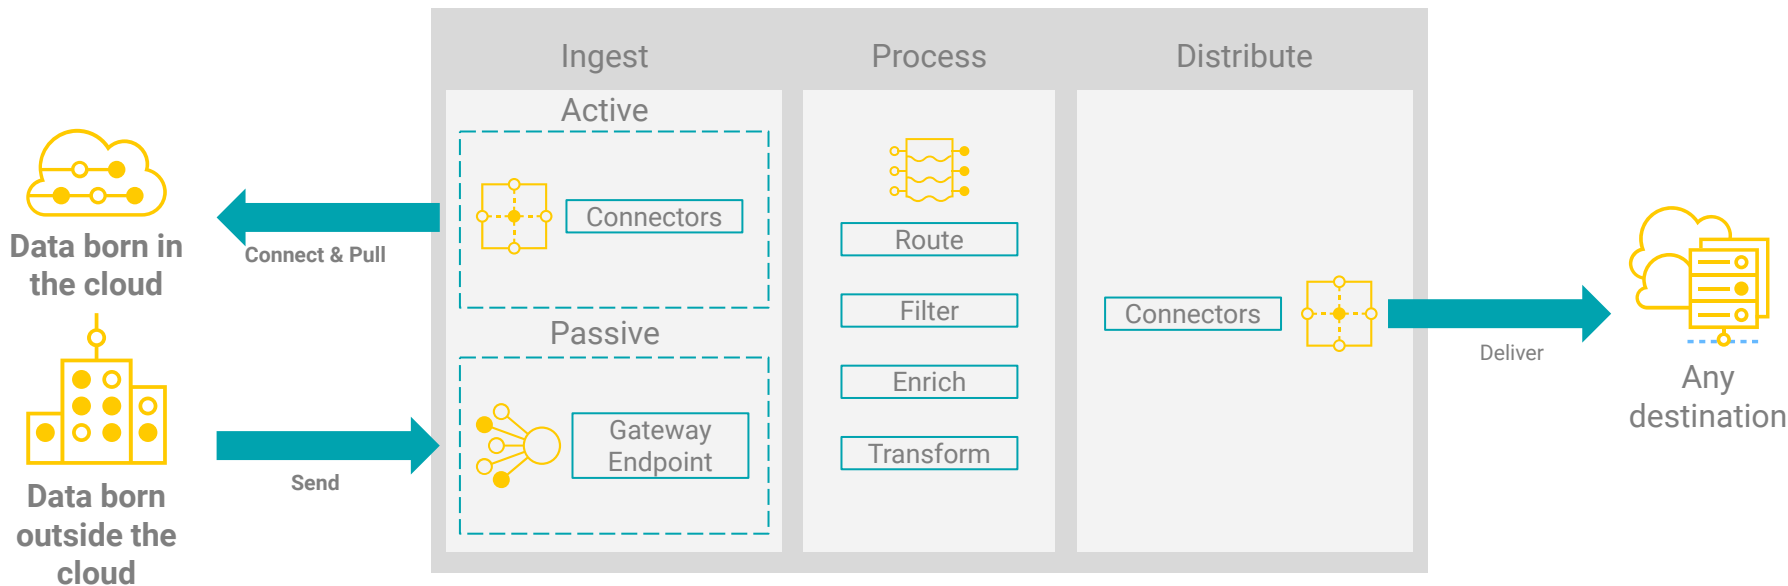 Ingest
Process
Distribute
Active
Connectors
Passive
Gateway
Endpoint
Data born in
the cloud
Connect & Pull
Data born
outside the
cloud
Send
Route
Filter
Enrich
Transform
Connectors
Deliver
Any
destination